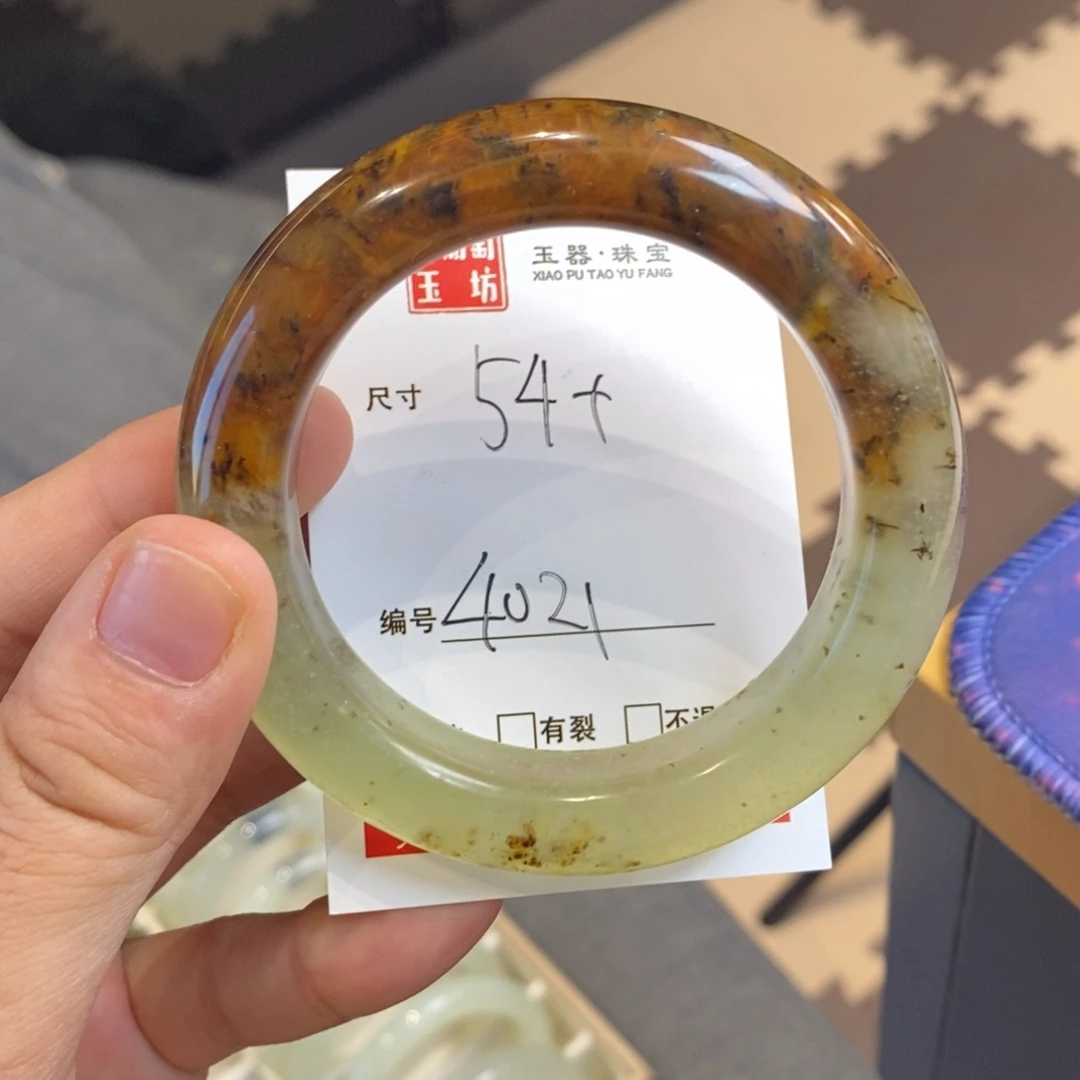 玉坊
玉器·珠宝
XIAO PU TAO YU FANG
尺寸 54+
编号 4021
有裂